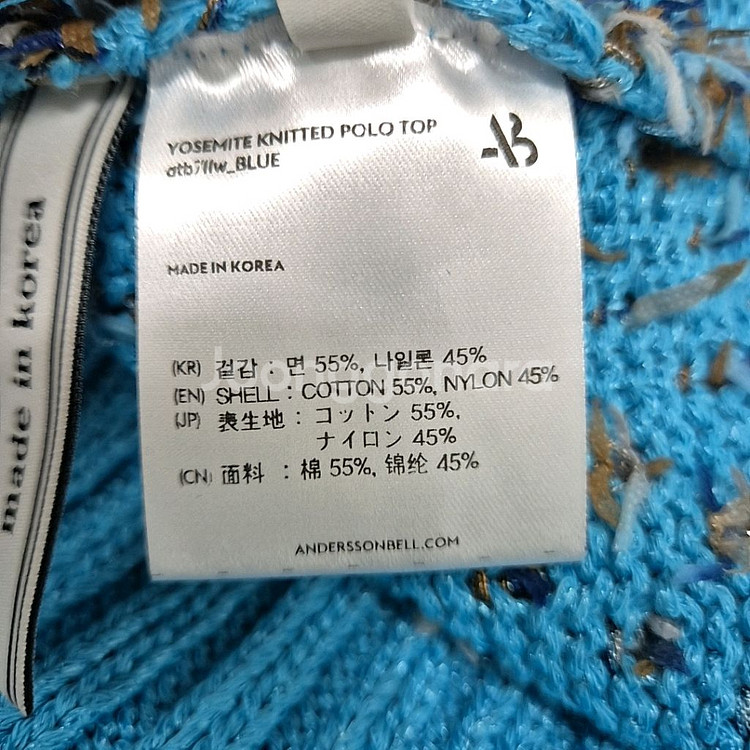 YOSEMITE KNITTED POLO TOP
MADE IN KOREA
(KR) 겉감 : 면 55%, 나일론 45%
(EN) SHELL : COTTON 55%, NYLON 45%
(JP) 表生地 : コットン 55%,
ナイロン 45%
(CN) 面料 : 棉 55%, 锦纶 45%
ANDERSSONBELL.COM
made in korea